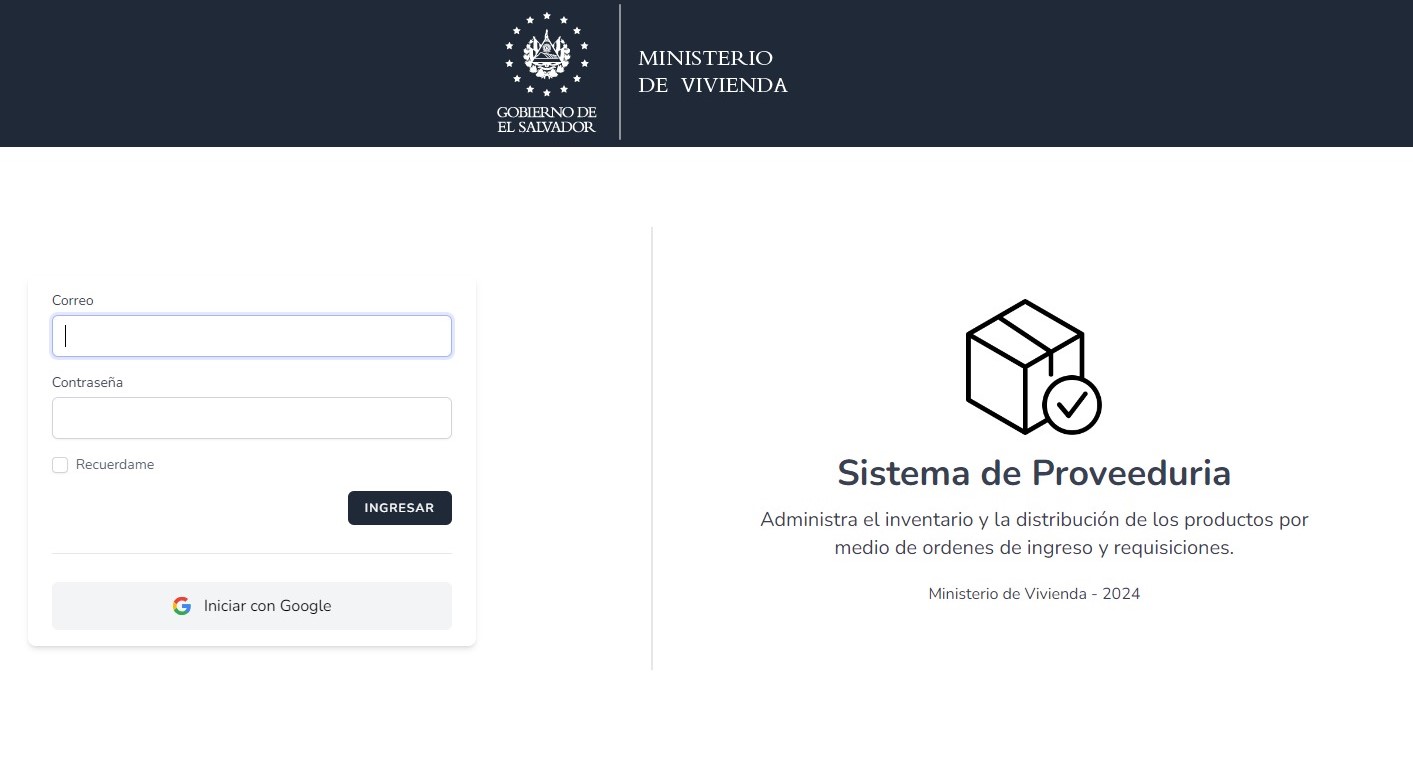 GOBIERNO DE
EL SALVADOR
MINISTERIO
DE VIVIENDA
Correo
Contraseña
Recuerdame
INGRESAR
Iniciar con Google
Sistema de Proveeduria
Administra el inventario y la distribución de los productos por
medio de ordenes de ingreso y requisiciones.
Ministerio de Vivienda - 2024